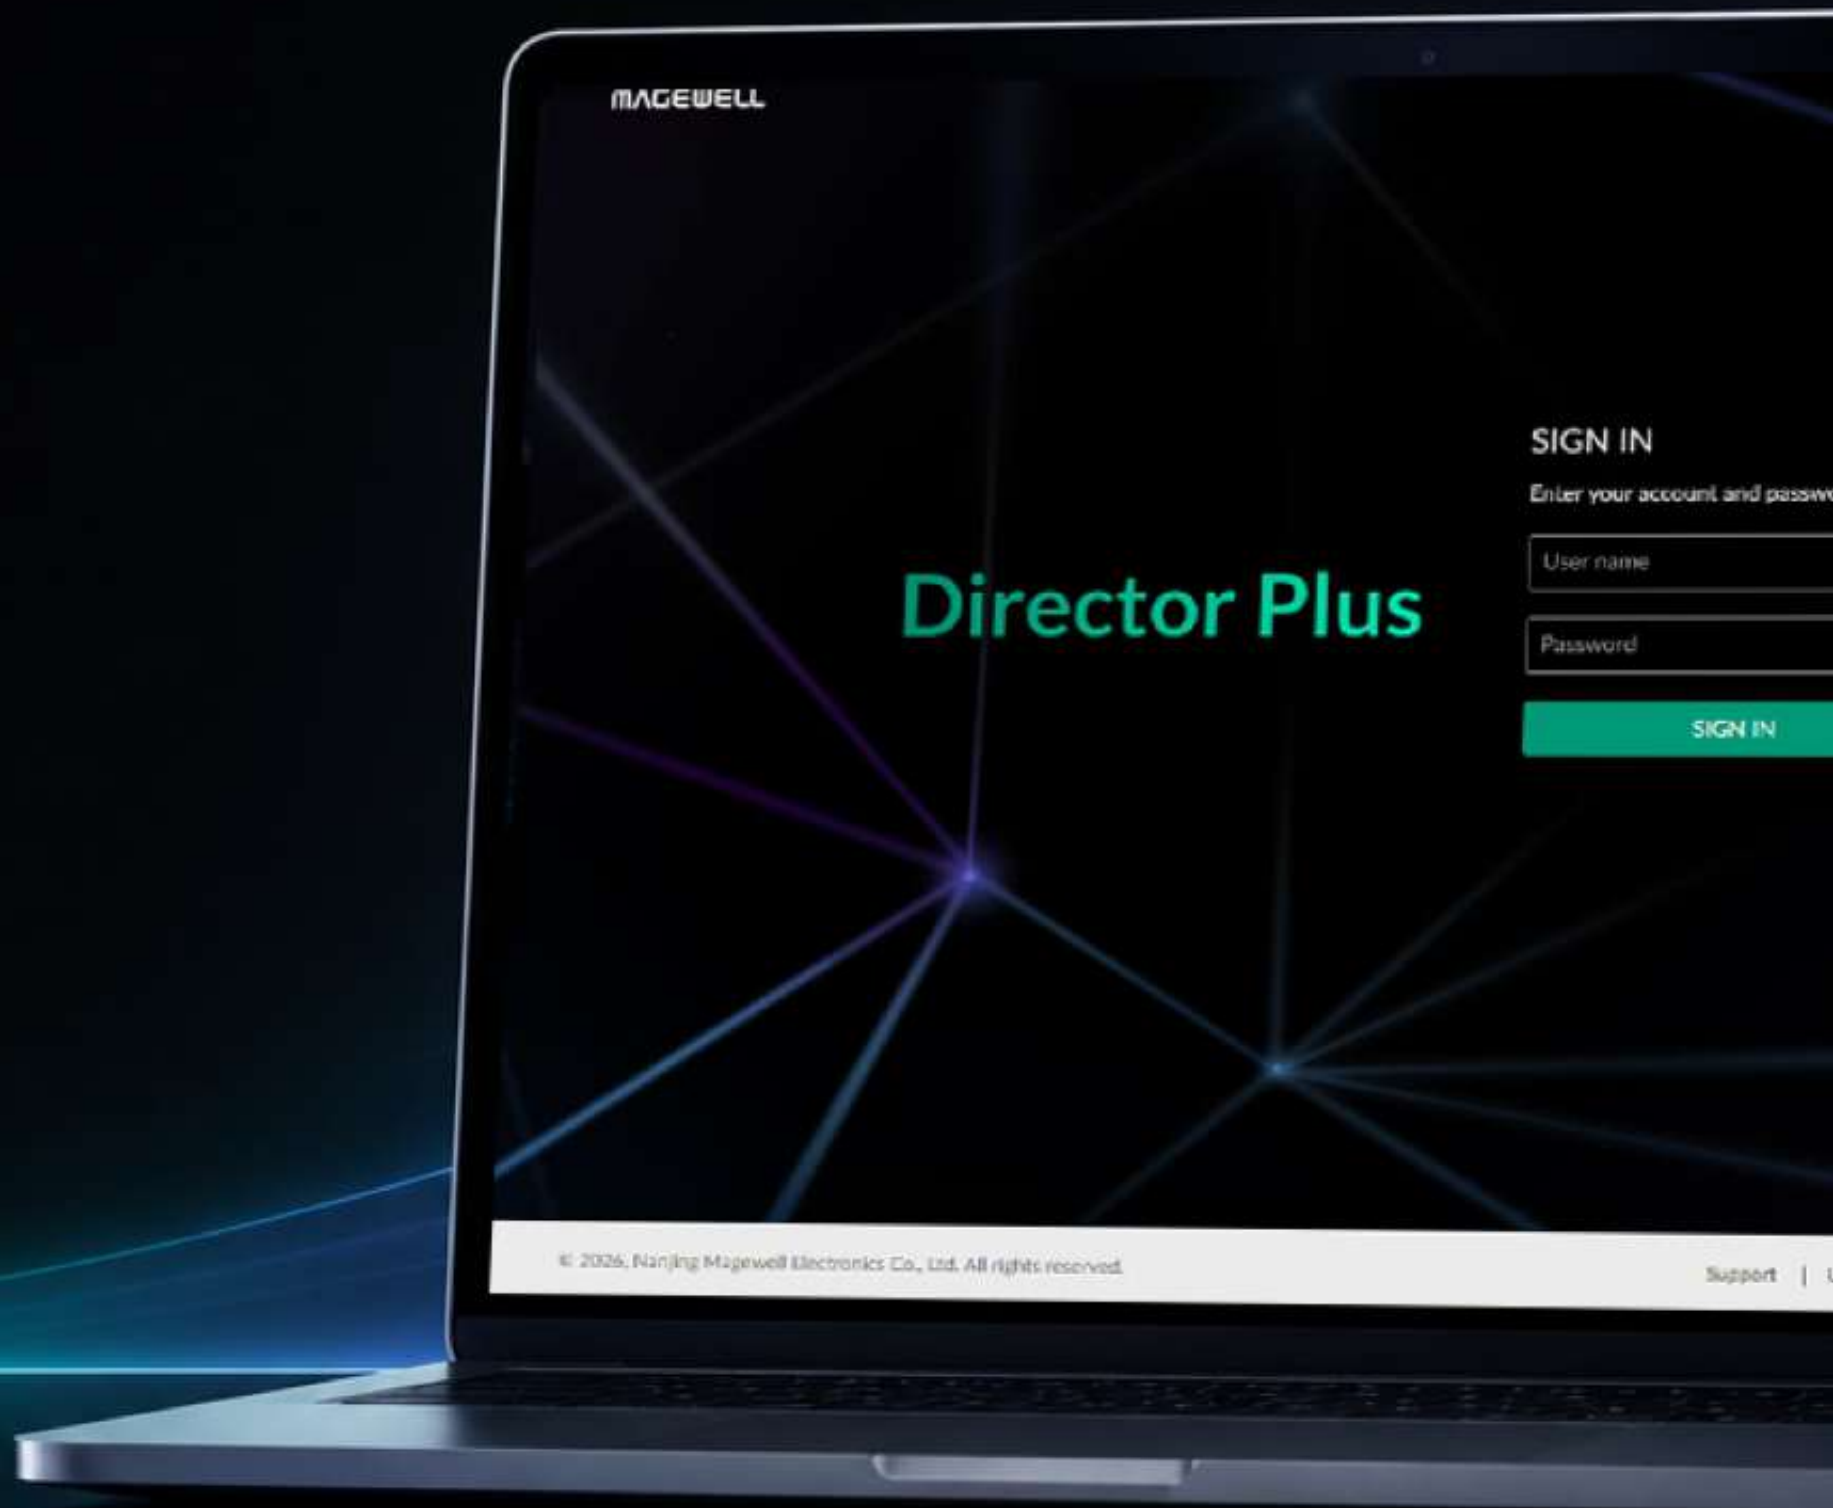 MAGEWELL
Director Plus
SIGN IN
Enter your account and passwo
User name
Password
SIGN IN
© 2026, Nanjing Magewell Electronics Co., Ltd. All rights reserved.
Support |